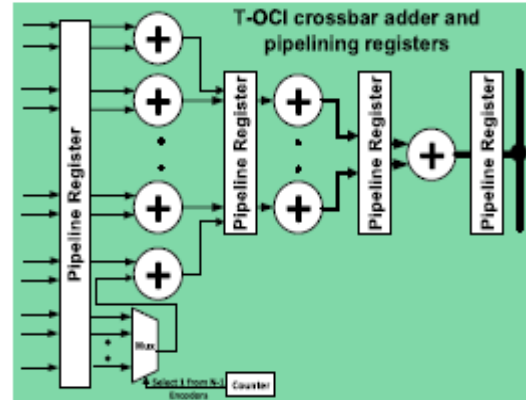 T-OCI crossbar adder and
pipelining registers
Pipeline Register
Pipeline Register
Pipeline Register
Pipeline Register
Mux
Select 1 from N-1
Encoders
Counter